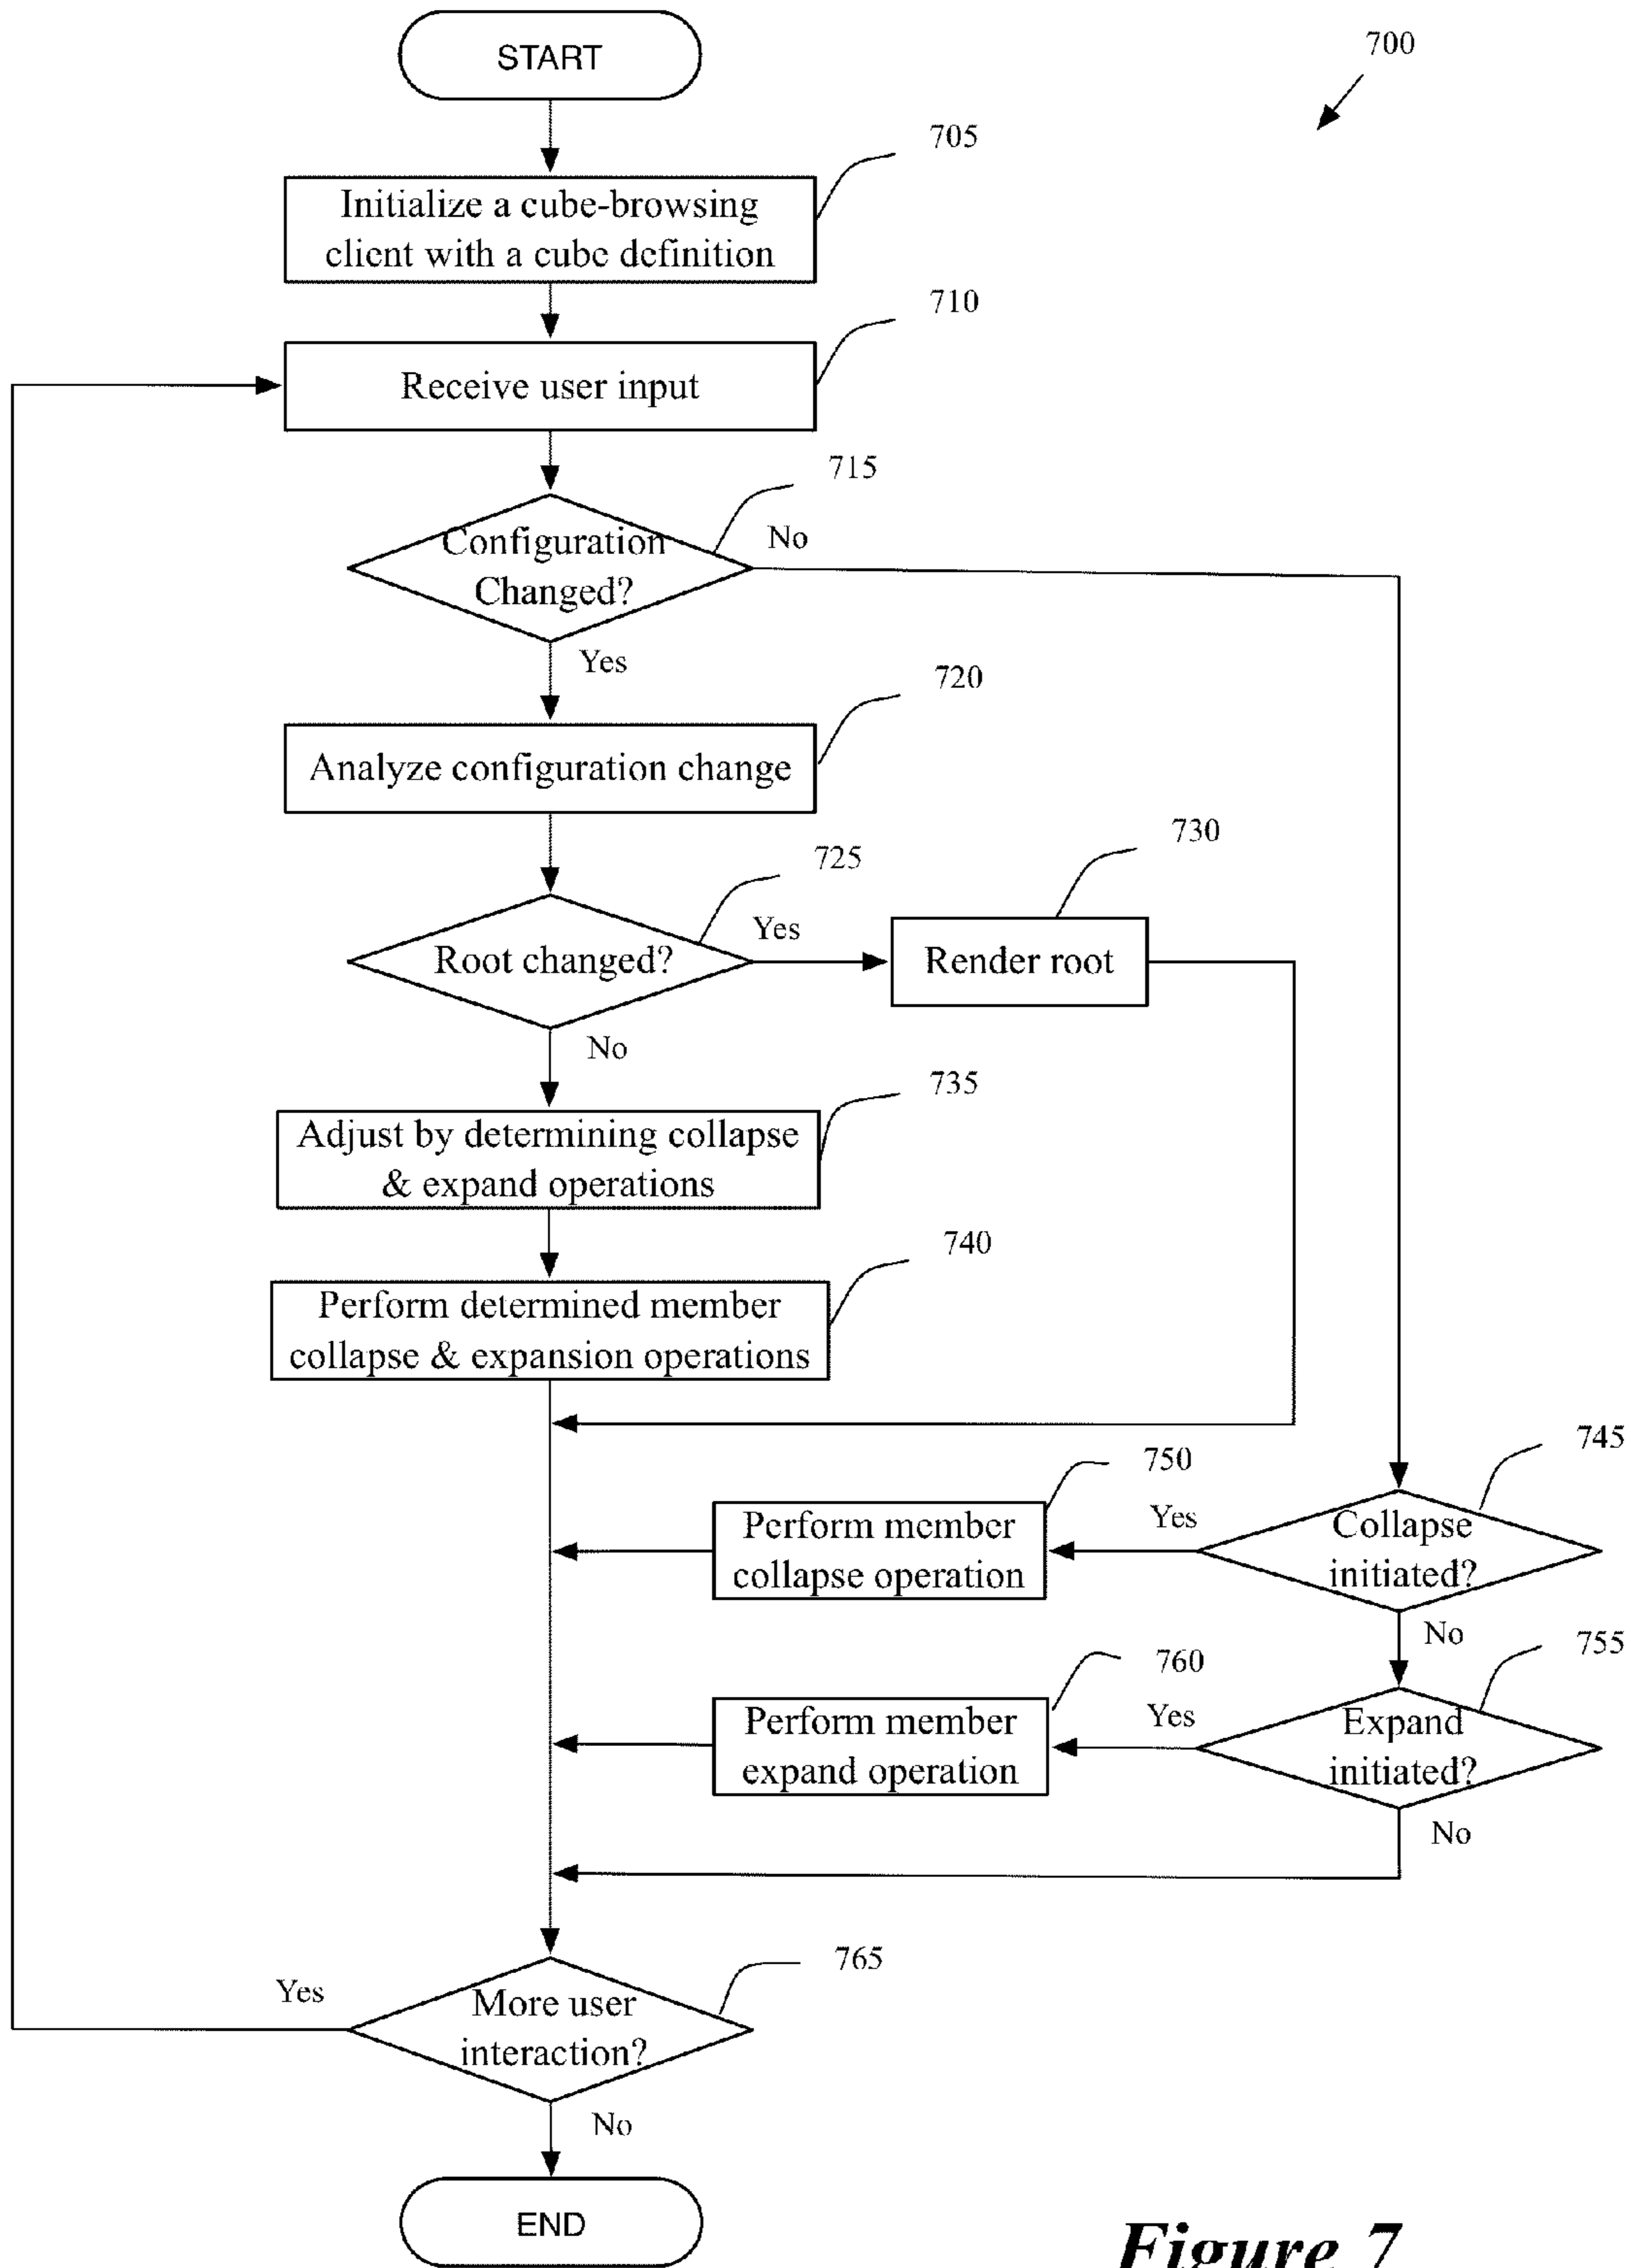 START
700
705
Initialize a cube-browsing
client with a cube definition
710
Receive user input
715
Configuration
Changed?
No
Yes
720
Analyze configuration change
725
730
Root changed?
Yes
Render root
No
735
Adjust by determining collapse
& expand operations
740
Perform determined member
collapse & expansion operations
745
750
Collapse
initiated?
Yes
Perform member
collapse operation
No
755
760
Expand
initiated?
Yes
Perform member
expand operation
No
765
Yes
More user
interaction?
No
END
Figure 7